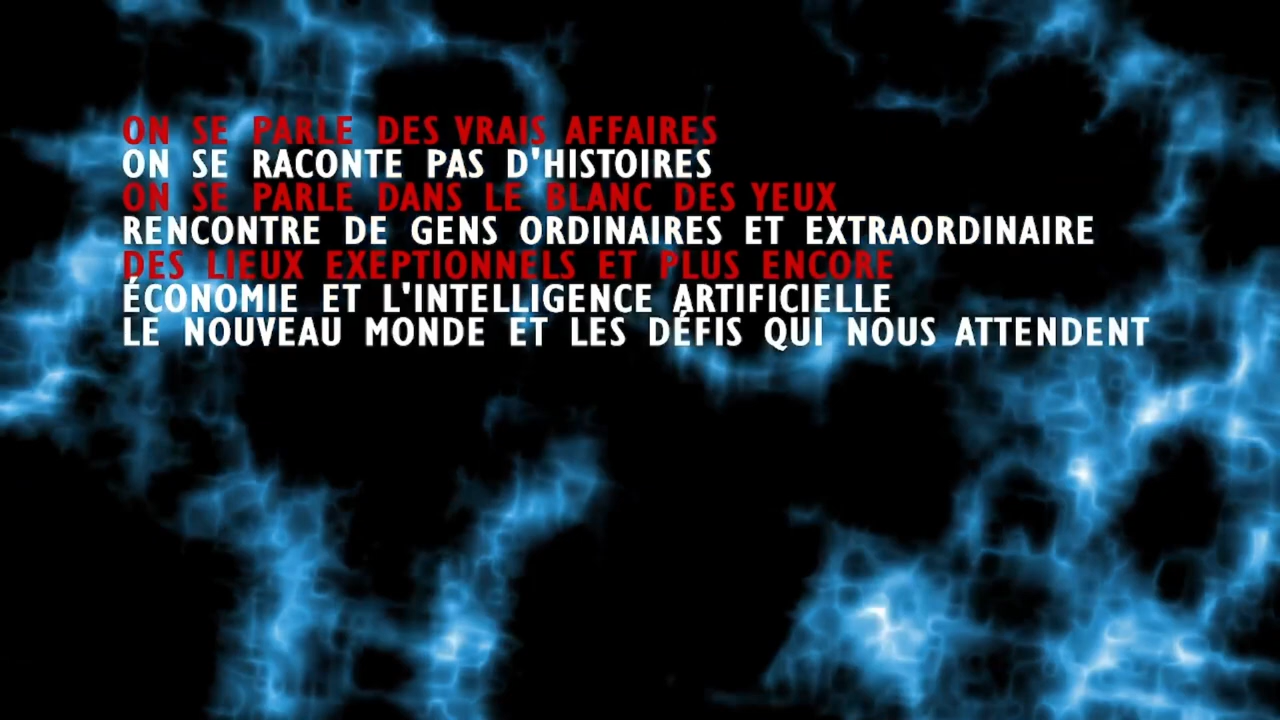 ON SE PARLE DES VRAIS AFFAIRES
ON SE RACONTE PAS D'HISTOIRES
ON SE PARLE DANS LE BLANC DES YEUX
RENCONTRE DE GENS ORDINAIRES ET EXTRAORDINAIRE
DES LIEUX EXEPTIONNELS ET PLUS ENCORE
ÉCONOMIE ET L'INTELLIGENCE ARTIFICIELLE
LE NOUVEAU MONDE ET LES DÉFIS QUI NOUS ATTENDENT